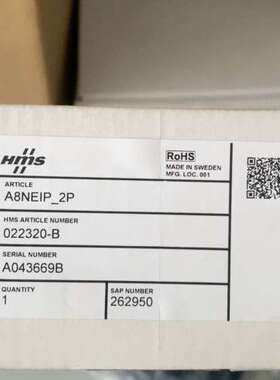 HMS
RoHS
MADE IN SWEDEN
MFG. LOC. 001
ARTICLE
A8NEIP_2P
HMS ARTICLE NUMBER
022320-B
SERIAL NUMBER
A043669B
QUANTITY
1
SAP NUMBER
262950